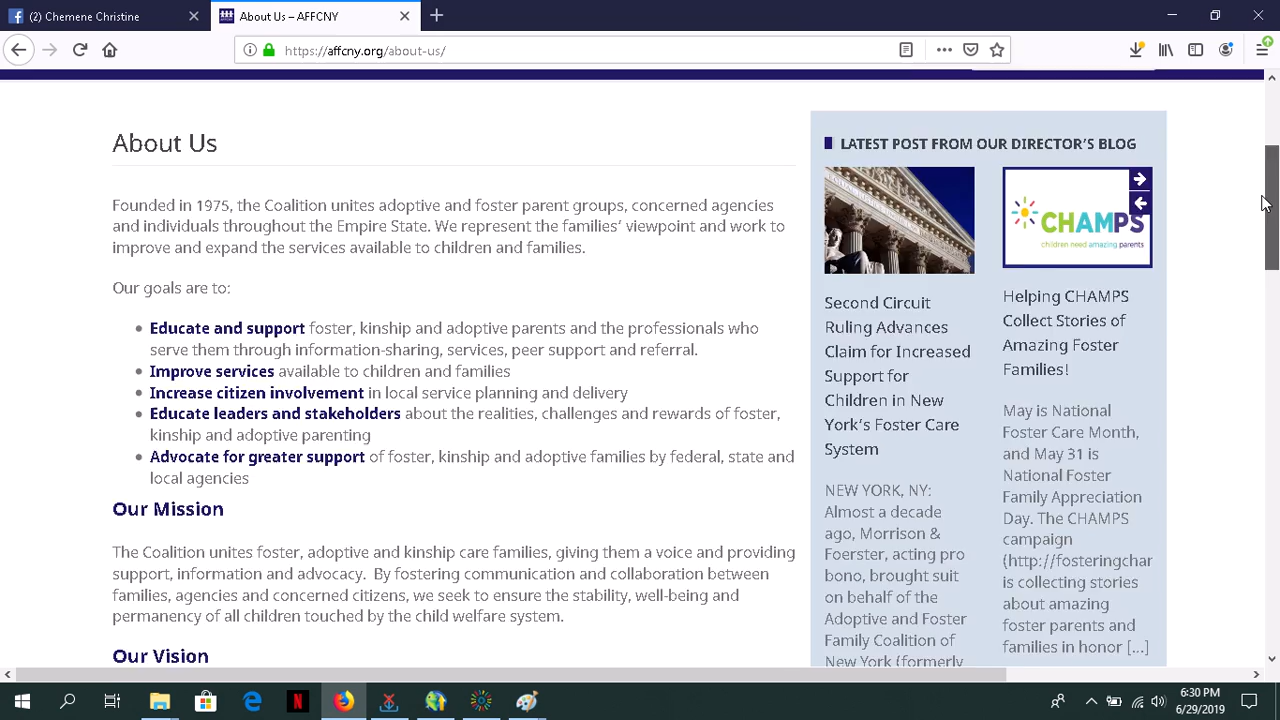 (2) Chemene Christine
About Us – AFFCNY
https://affcny.org/about-us/
About Us
Founded in 1975, the Coalition unites adoptive and foster parent groups, concerned agencies
and individuals throughout the Empire State. We represent the families’ viewpoint and work to
improve and expand the services available to children and families.
Our goals are to:
Educate and support foster, kinship and adoptive parents and the professionals who
serve them through information-sharing, services, peer support and referral.
Improve services available to children and families
Increase citizen involvement in local service planning and delivery
Educate leaders and stakeholders about the realities, challenges and rewards of foster,
kinship and adoptive parenting
Advocate for greater support of foster, kinship and adoptive families by federal, state and
local agencies
Our Mission
The Coalition unites foster, adoptive and kinship care families, giving them a voice and providing
support, information and advocacy.  By fostering communication and collaboration between
families, agencies and concerned citizens, we seek to ensure the stability, well-being and
permanency of all children touched by the child welfare system.
Our Vision
LATEST POST FROM OUR DIRECTOR’S BLOG
Second Circuit
Ruling Advances
Claim for Increased
Support for
Children in New
York’s Foster Care
System
NEW YORK, NY:
Almost a decade
ago, Morrison &
Foerster, acting pro
bono, brought suit
on behalf of the
Adoptive and Foster
Family Coalition of
New York (formerly
CHAMPS
children need amazing parents
Helping CHAMPS
Collect Stories of
Amazing Foster
Families!
May is National
Foster Care Month,
and May 31 is
National Foster
Family Appreciation
Day. The CHAMPS
campaign
(http://fosteringchar
is collecting stories
about amazing
foster parents and
families in honor [...]
6:30 PM
6/29/2019